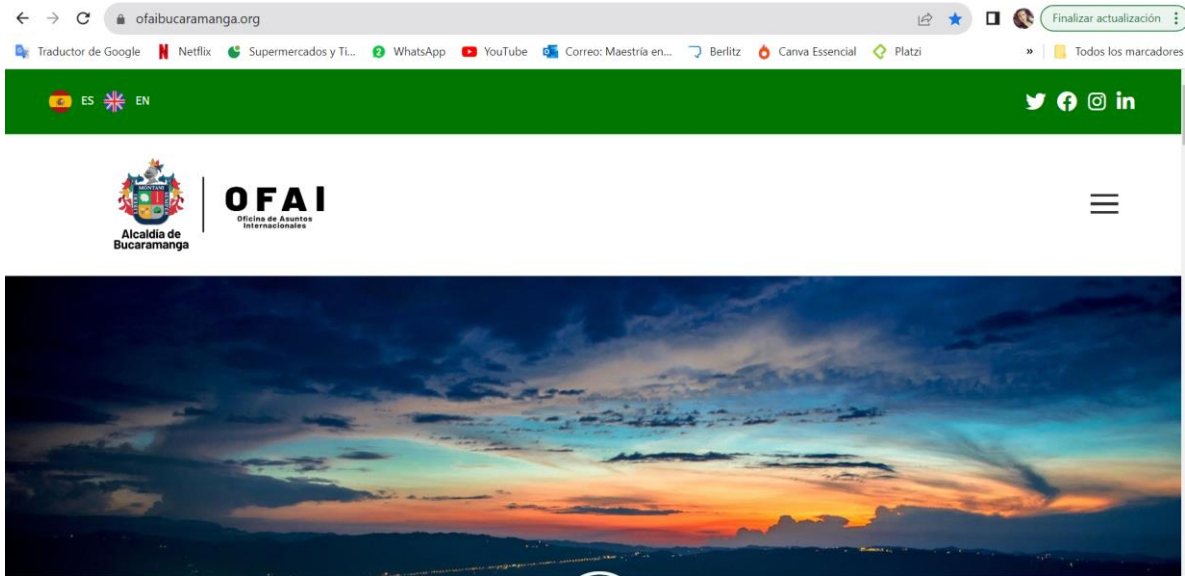 ofaibucaramanga.org
Finalizar actualización
Traductor de Google Netflix Supermercados y Ti... WhatsApp YouTube Correo: Maestría en... Berlitz Canva Essencial Platzi » Todos los marcadores
ES EN
OFAI
Oficina de Asuntos
Internacionales
Alcaldía de
Bucaramanga